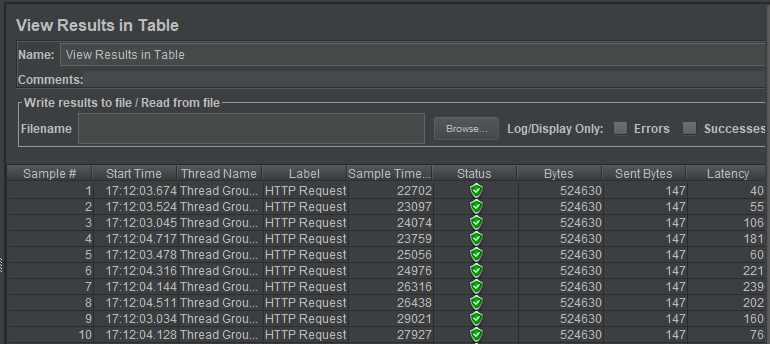 View Results in Table
Name: View Results in Table
Comments:
Write results to file / Read from file
Filename Browse... Log/Display Only: Errors Successes
Sample # Start Time Thread Name Label Sample Time... Status Bytes Sent Bytes Latency
1 17:12:03.674 Thread Grou... HTTP Request 22702 524630 147 40
2 17:12:03.524 Thread Grou... HTTP Request 23097 524630 147 55
3 17:12:03.045 Thread Grou... HTTP Request 24074 524630 147 106
4 17:12:04.717 Thread Grou... HTTP Request 23759 524630 147 181
5 17:12:03.478 Thread Grou... HTTP Request 25056 524630 147 60
6 17:12:04.316 Thread Grou... HTTP Request 24976 524630 147 221
7 17:12:04.144 Thread Grou... HTTP Request 26316 524630 147 239
8 17:12:04.511 Thread Grou... HTTP Request 26438 524630 147 202
9 17:12:03.034 Thread Grou... HTTP Request 29021 524630 147 160
10 17:12:04.128 Thread Grou... HTTP Request 27927 524630 147 76